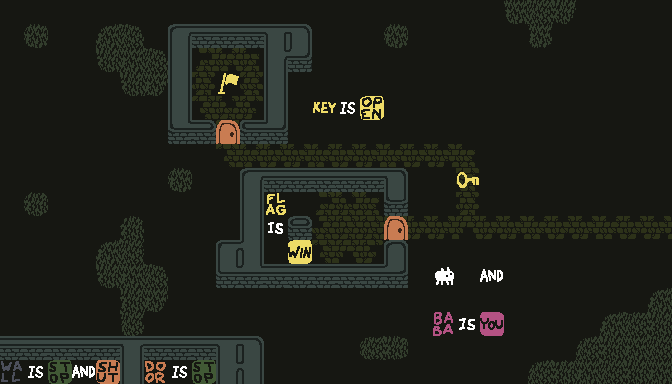 KEY IS OPEN
FLAG
IS
WIN
AND
BABA IS YOU
WALL IS STOP AND SHUT DOOR IS STOP